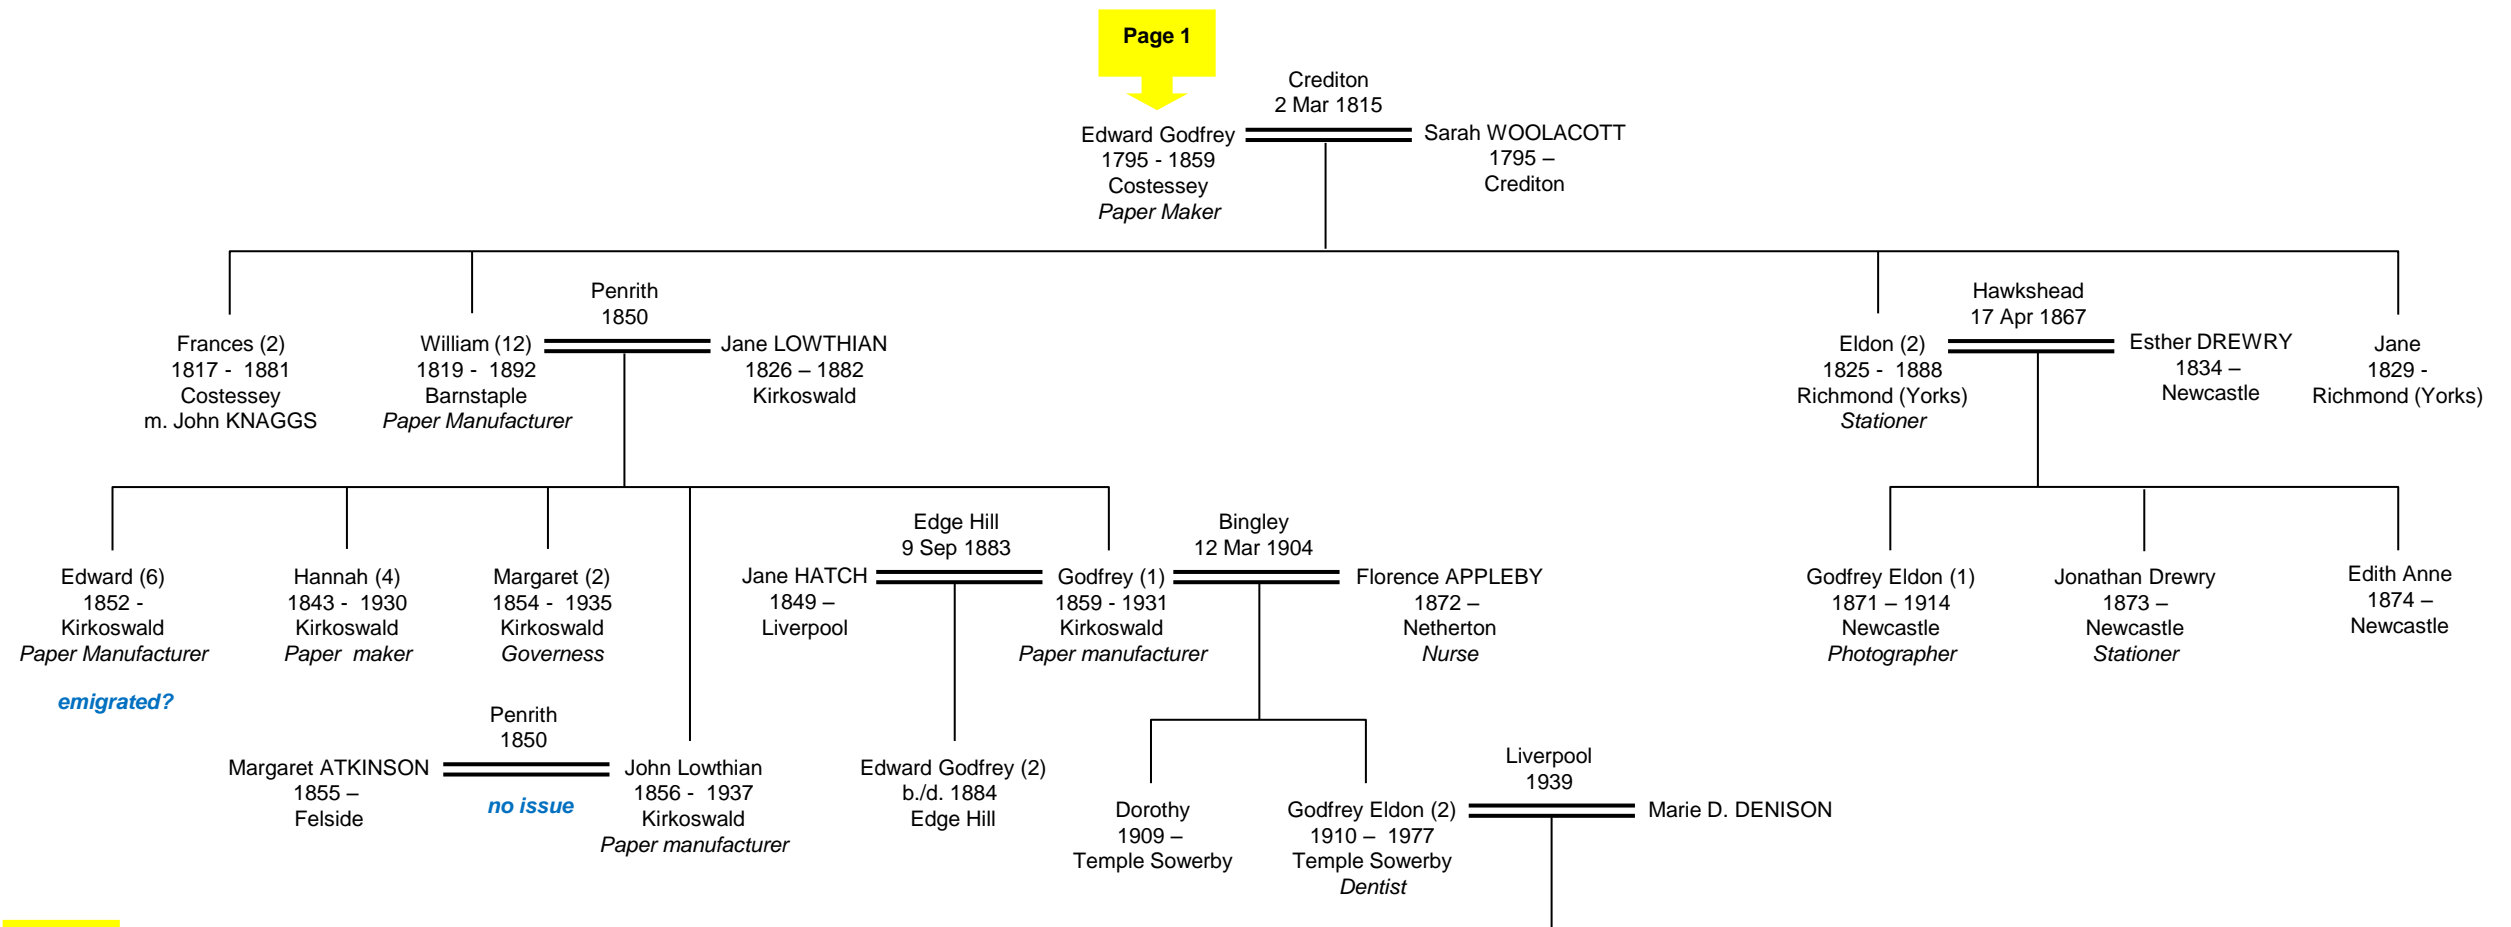 Page 1
Crediton
2 Mar 1815
Edward Godfrey
1795 - 1859
Costessey
Paper Maker
Sarah WOOLACOTT
1795 –
Crediton
Frances (2)
1817 - 1881
Costessey
m. John KNAGGS
William (12)
1819 - 1892
Barnstaple
Paper Manufacturer
Penrith
1850
Jane LOWTHIAN
1826 – 1882
Kirkoswald
Eldon (2)
1825 - 1888
Richmond (Yorks)
Stationer
Hawkshead
17 Apr 1867
Esther DREWRY
1834 –
Newcastle
Jane
1829 -
Richmond (Yorks)
Edward (6)
1852 -
Kirkoswald
Paper Manufacturer
emigrated?
Hannah (4)
1843 - 1930
Kirkoswald
Paper maker
Margaret (2)
1854 - 1935
Kirkoswald
Governess
Jane HATCH
1849 –
Liverpool
Edge Hill
9 Sep 1883
Godfrey (1)
1859 - 1931
Kirkoswald
Paper manufacturer
Bingley
12 Mar 1904
Florence APPLEBY
1872 –
Netherton
Nurse
Godfrey Eldon (1)
1871 – 1914
Newcastle
Photographer
Jonathan Drewry
1873 –
Newcastle
Stationer
Edith Anne
1874 –
Newcastle
Margaret ATKINSON
1855 –
Felside
Penrith
1850
no issue
John Lowthian
1856 - 1937
Kirkoswald
Paper manufacturer
Edward Godfrey (2)
b./d. 1884
Edge Hill
Dorothy
1909 –
Temple Sowerby
Godfrey Eldon (2)
1910 – 1977
Temple Sowerby
Dentist
Liverpool
1939
Marie D. DENISON